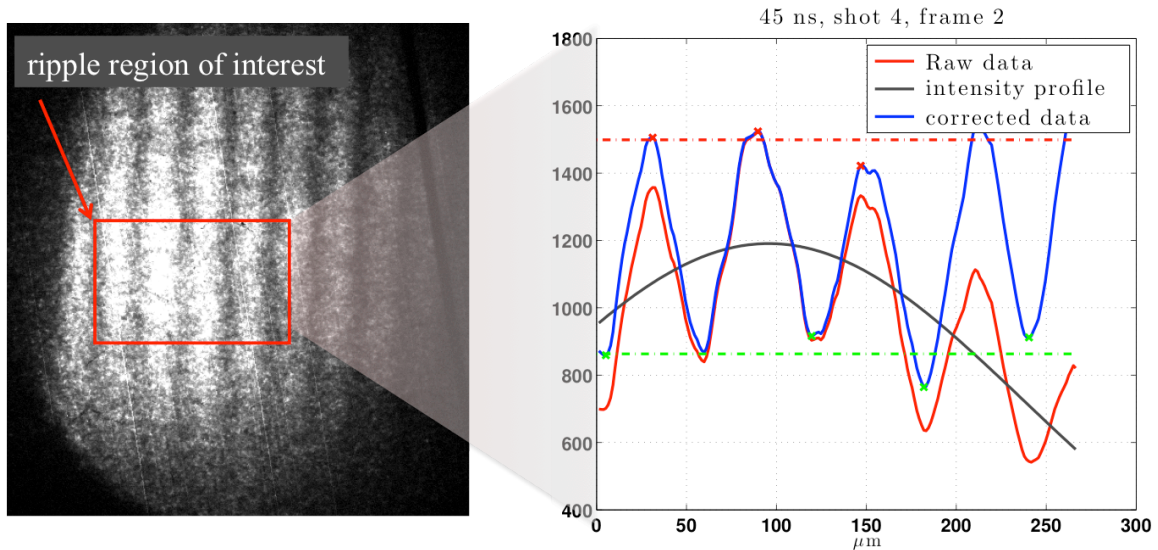 ripple region of interest
45 ns, shot 4, frame 2
Raw data
intensity profile
corrected data
1800
1600
1400
1200
1000
800
600
400
0 50 100 150 200 250 300
μm